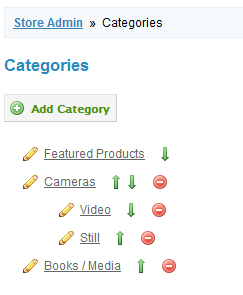 Store Admin » Categories
Categories
Add Category
Featured Products
Cameras
Video
Still
Books / Media